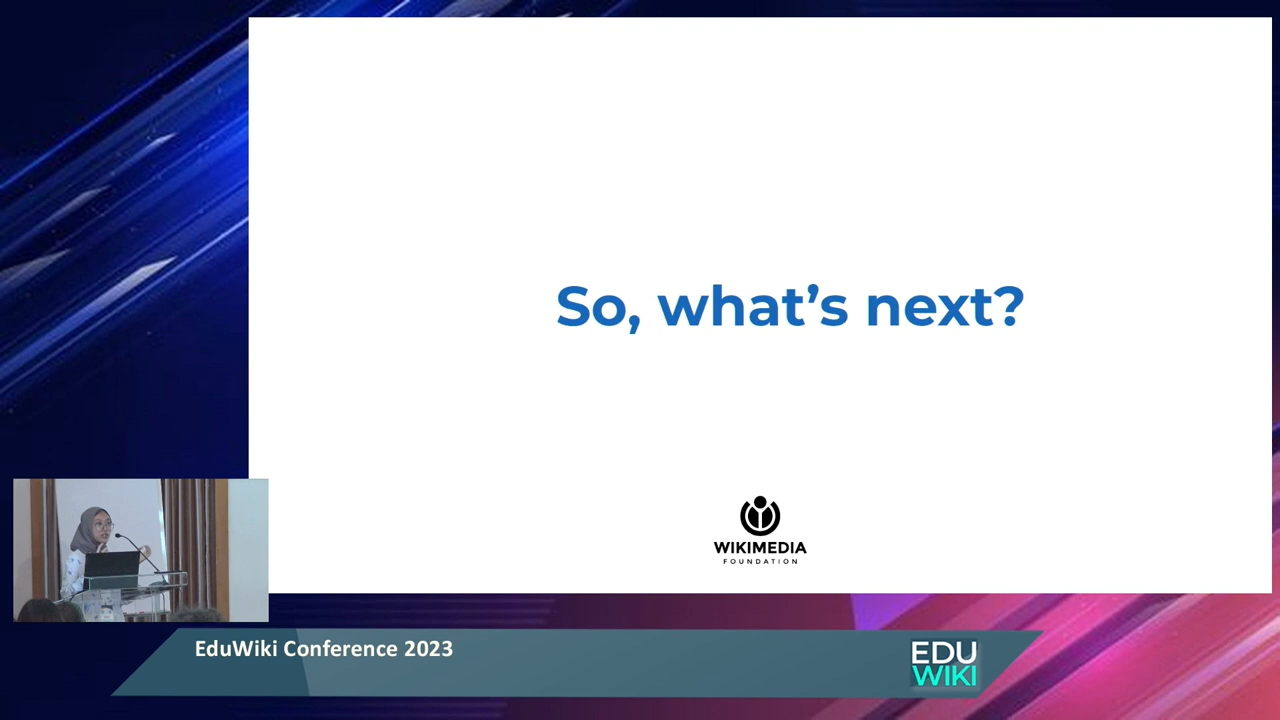 So, what’s next?
WIKIMEDIA
FOUNDATION
EduWiki Conference 2023
EDU
WIKI